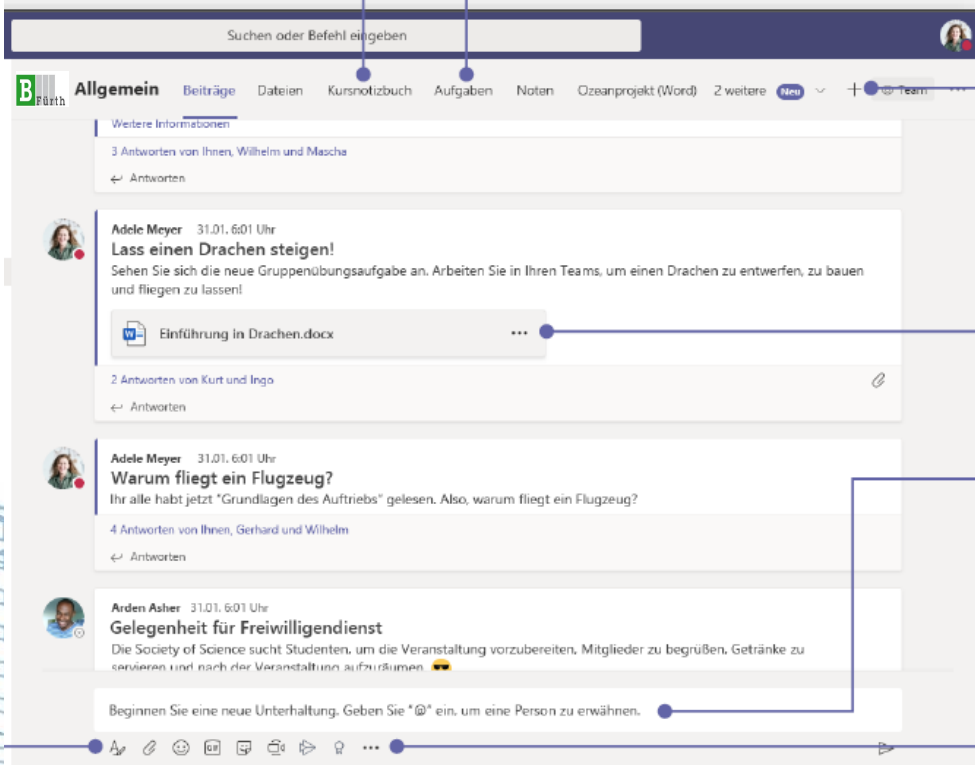 Suchen oder Befehl eingeben
B Fürth Allgemein Beiträge Dateien Kursnotizbuch Aufgaben Noten Ozeanprojekt (Word) 2 weitere Neu Team
Weitere Informationen
3 Antworten von Ihnen, Wilhelm und Mascha
Antworten
Adele Meyer 31.01. 6:01 Uhr
Lass einen Drachen steigen!
Sehen Sie sich die neue Gruppenübungsaufgabe an. Arbeiten Sie in Ihren Teams, um einen Drachen zu entwerfen, zu bauen
und fliegen zu lassen!
Einführung in Drachen.docx
2 Antworten von Kurt und Ingo
Antworten
Adele Meyer 31.01. 6:01 Uhr
Warum fliegt ein Flugzeug?
Ihr alle habt jetzt "Grundlagen des Auftriebs" gelesen. Also, warum fliegt ein Flugzeug?
4 Antworten von Ihnen, Gerhard und Wilhelm
Antworten
Arden Asher 31.01. 6:01 Uhr
Gelegenheit für Freiwilligendienst
Die Society of Science sucht Studenten, um die Veranstaltung vorzubereiten, Mitglieder zu begrüßen, Getränke zu
servieren und nach der Veranstaltung aufzuräumen. 😎
Beginnen Sie eine neue Unterhaltung. Geben Sie "@" ein, um eine Person zu erwähnen.
GIF